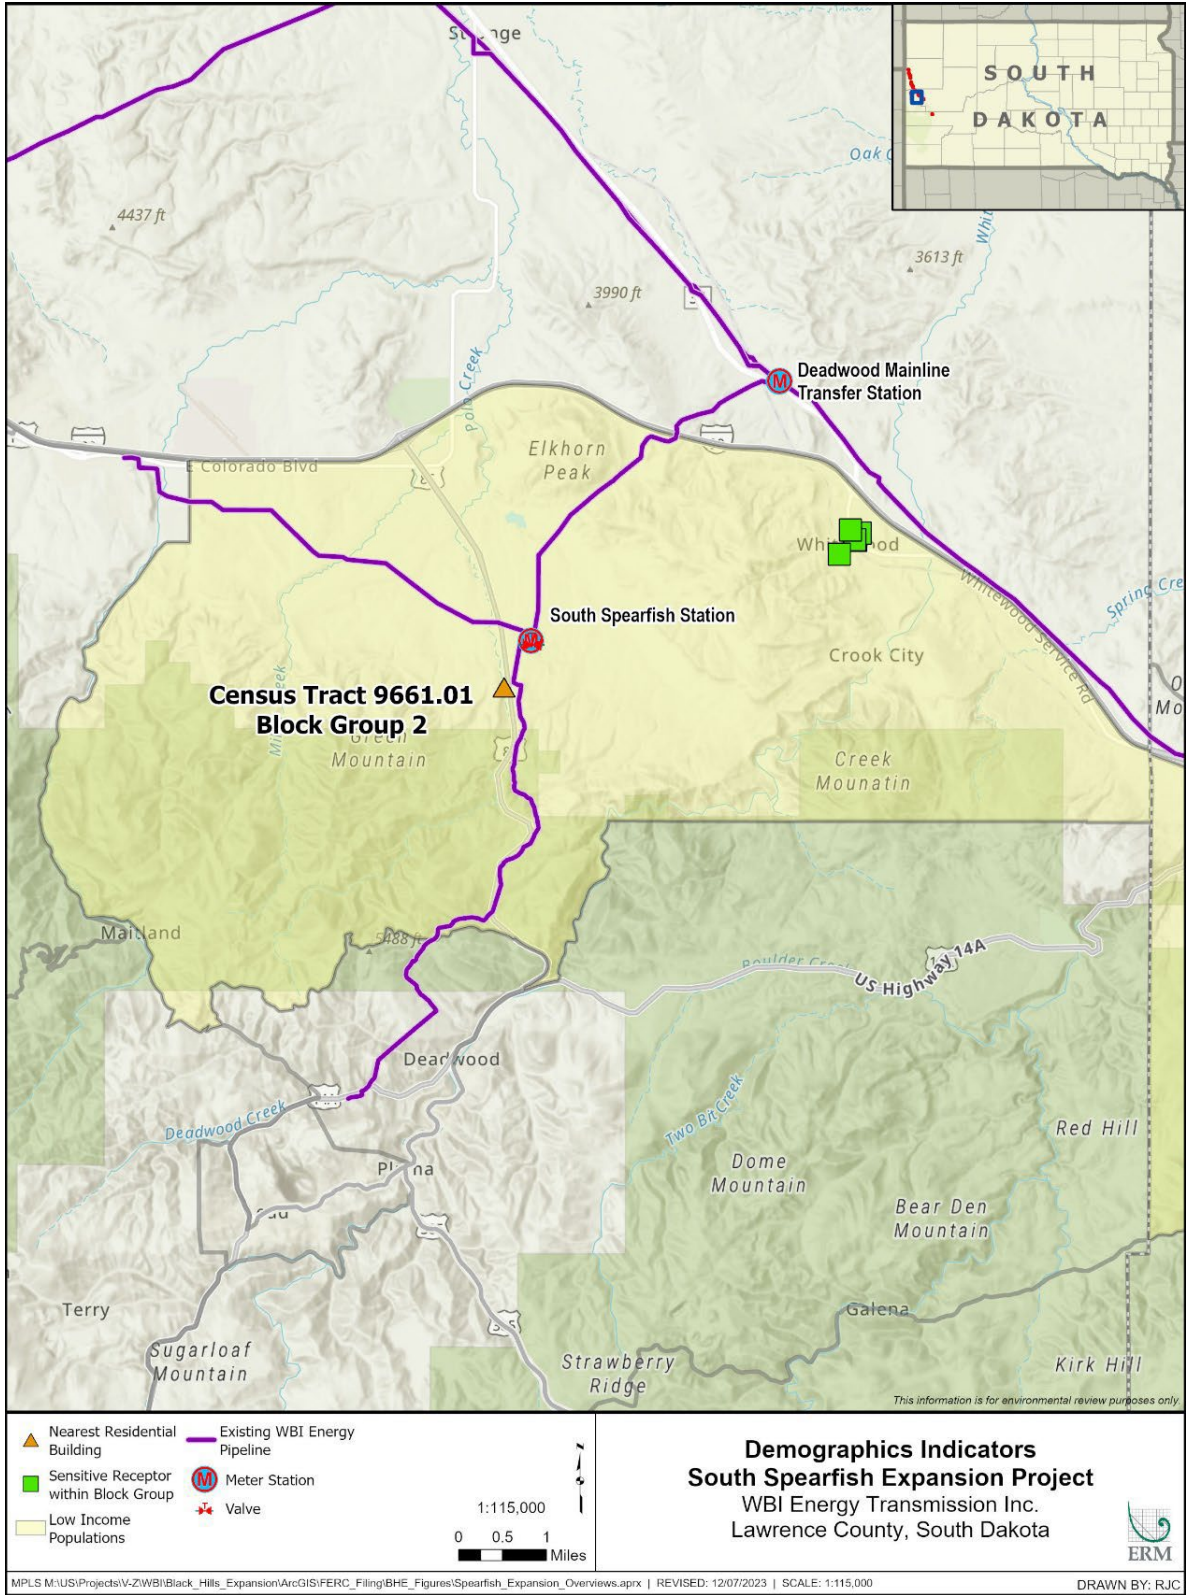 SOUTH
DAKOTA
4437 ft
3613 ft
3990 ft
Polo Creek
Deadwood Mainline
Transfer Station
Elkhorn
Peak
E Colorado Blvd
South Spearfish Station
Whitewood Service Rd
Spring Cre
Crook City
Census Tract 9661.01
Block Group 2
Green
Mountain
Creek
Mounatin
Maitland
5488 ft
Boulder Creek
US Highway 14A
Deadwood
Deadwood Creek
Two Bit Creek
Red Hill
Dome
Mountain
Bear Den
Mountain
Terry
Galena
Sugarloaf
Mountain
Strawberry
Ridge
Kirk Hill
This information is for environmental review purposes only.
Nearest Residential
Building
Existing WBI Energy
Pipeline
Sensitive Receptor
within Block Group
M Meter Station
Valve
Low Income
Populations
N
1:115,000
0 0.5 1
Miles
Demographics Indicators
South Spearfish Expansion Project
WBI Energy Transmission Inc.
Lawrence County, South Dakota
ERM
MPLS M:\US\Projects\V-Z\WBI\Black_Hills_Expansion\ArcGIS\FERC_Filing\BHE_Figures\Spearfish_Expansion_Overviews.aprx | REVISED: 12/07/2023 | SCALE: 1:115,000
DRAWN BY: RJC